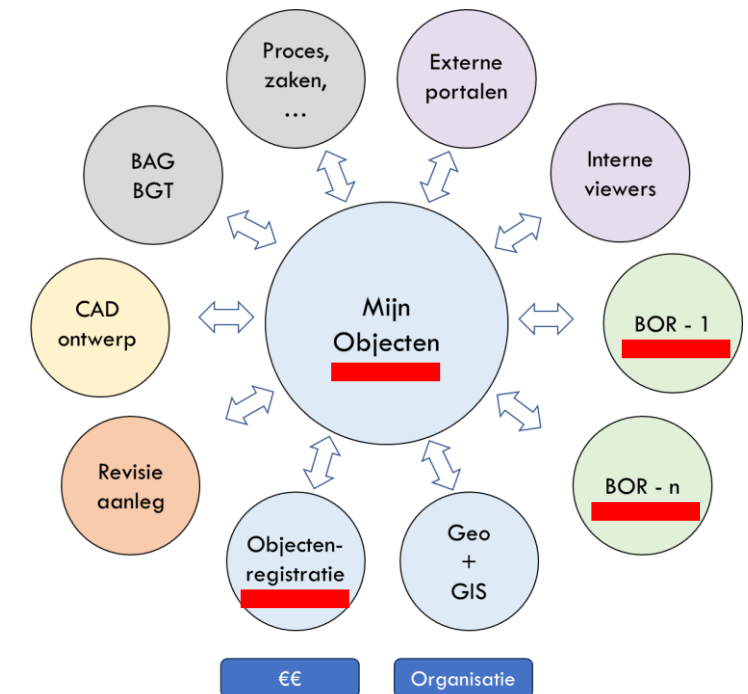 Proces,
zaken,
...
Externe
portalen
BAG
BGT
Interne
viewers
CAD
ontwerp
Mijn
Objecten
BOR - 1
Revisie
aanleg
BOR - n
Objecten-
registratie
Geo
+
GIS
€€
Organisatie